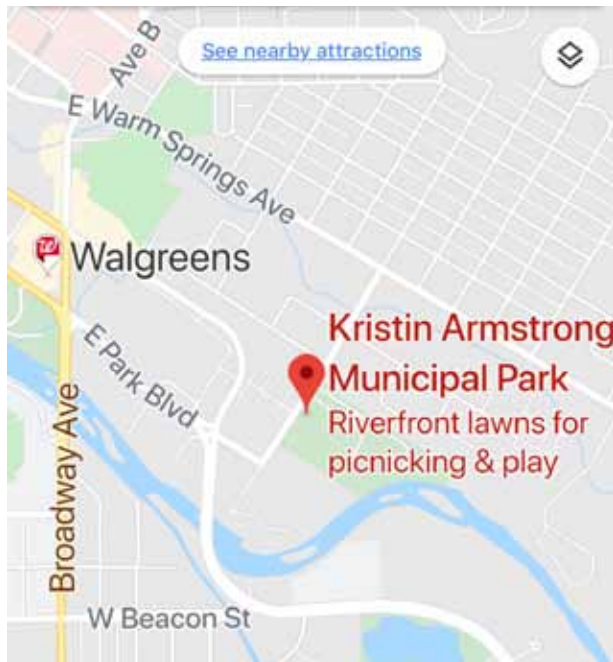 See nearby attractions
Ave B
E Warm Springs Ave
Walgreens
Kristin Armstrong
Municipal Park
Riverfront lawns for
picnicking & play
E Park Blvd
Broadway Ave
W Beacon St